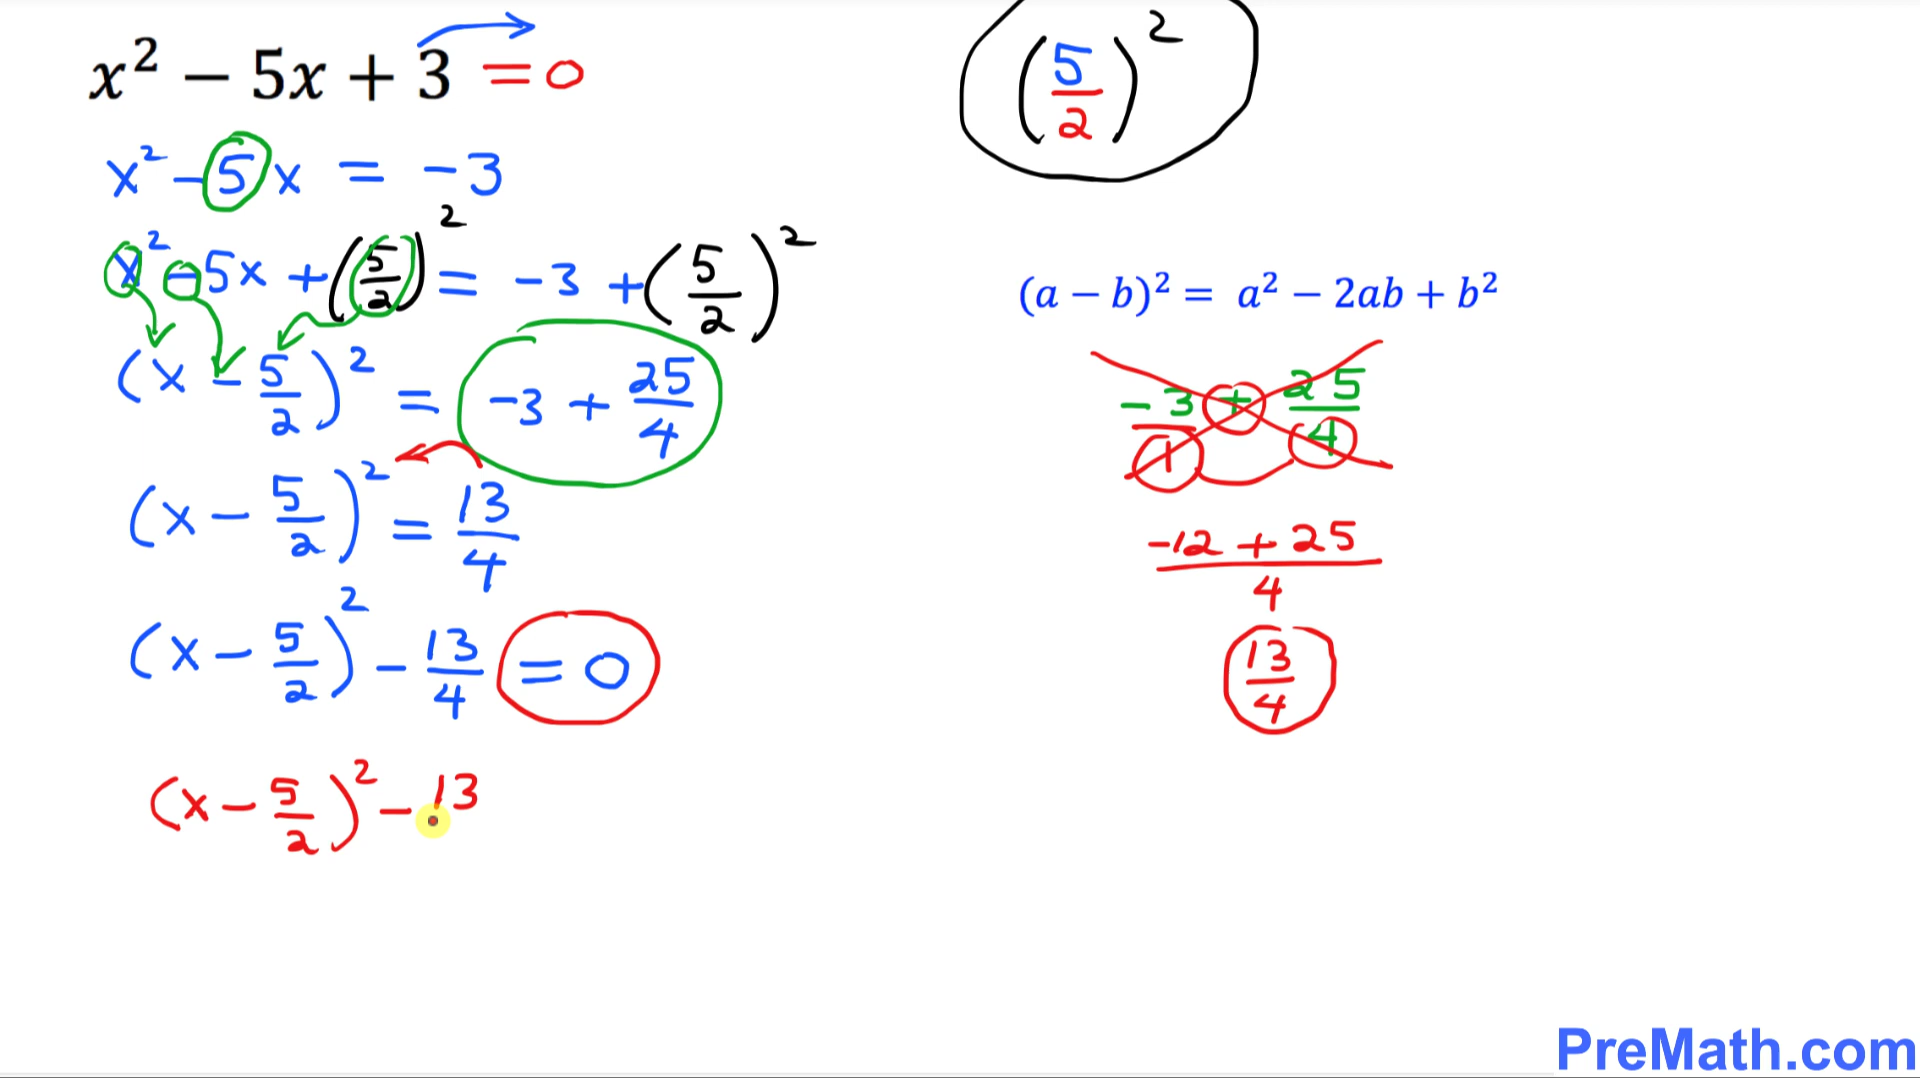 x² − 5x + 3 = 0
x² − 5x = −3
x² − 5x + (5/2)² = −3 + (5/2)²
(x − 5/2)² = −3 + 25/4
(x − 5/2)² = 13/4
(x − 5/2)² − 13/4 = 0
(x − 5/2)² − 13
(5/2)²
(a − b)² = a² − 2ab + b²
−3/1 + 25/4
−12 + 25
4
13/4
PreMath.com